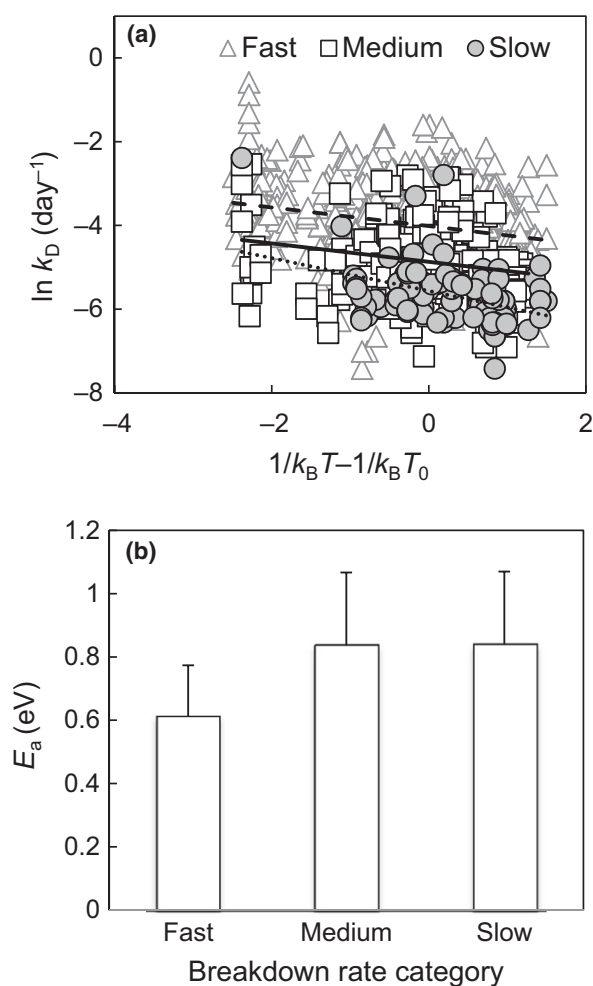 (a)
Fast Medium Slow
0
–2
–4
–6
–8
ln kD (day–1)
–4 –2 0 2
1/kBT–1/kBT0
(b)
1.2
1
0.8
0.6
0.4
0.2
0
Ea (eV)
Fast Medium Slow
Breakdown rate category